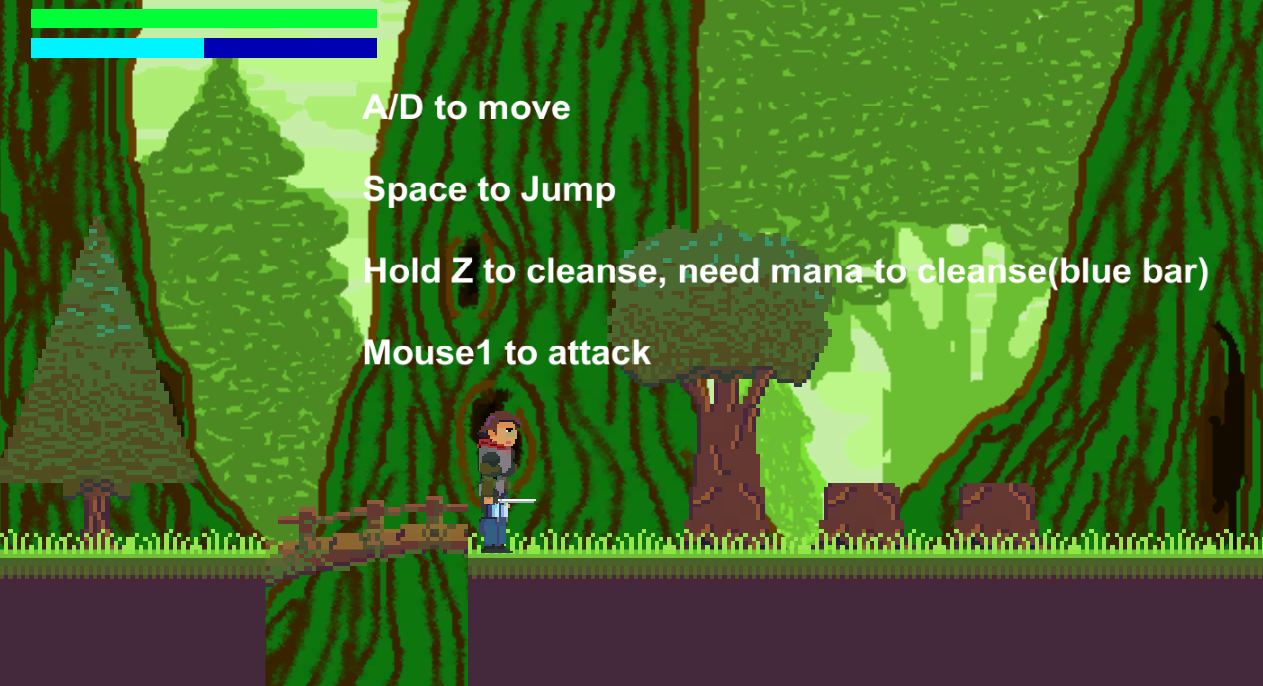 A/D to move
Space to Jump
Hold Z to cleanse, need mana to cleanse(blue bar)
Mouse1 to attack